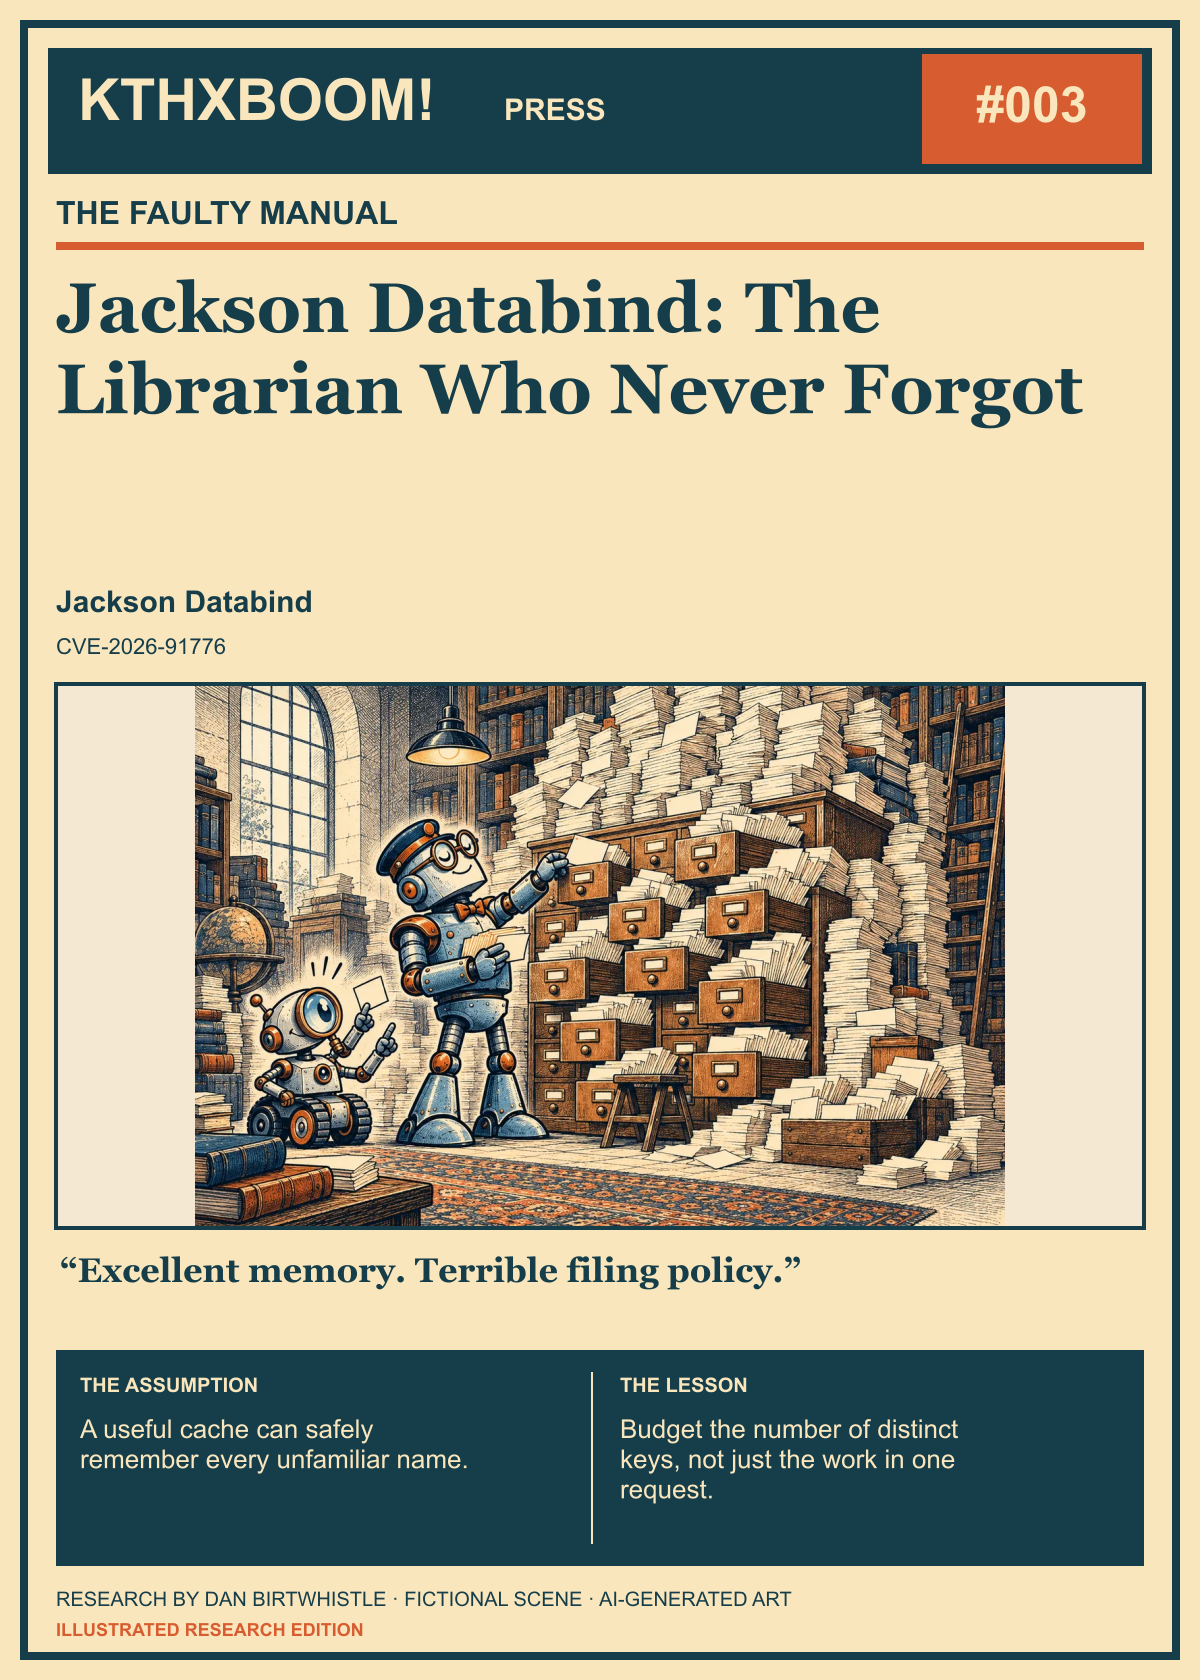 KTHXBOOM! PRESS #003
THE FAULTY MANUAL
Jackson Databind: The
Librarian Who Never Forgot
Jackson Databind
CVE-2026-91776
“Excellent memory. Terrible filing policy.”
THE ASSUMPTION
A useful cache can safely
remember every unfamiliar name.
THE LESSON
Budget the number of distinct
keys, not just the work in one
request.
RESEARCH BY DAN BIRTWHISTLE · FICTIONAL SCENE · AI-GENERATED ART
ILLUSTRATED RESEARCH EDITION